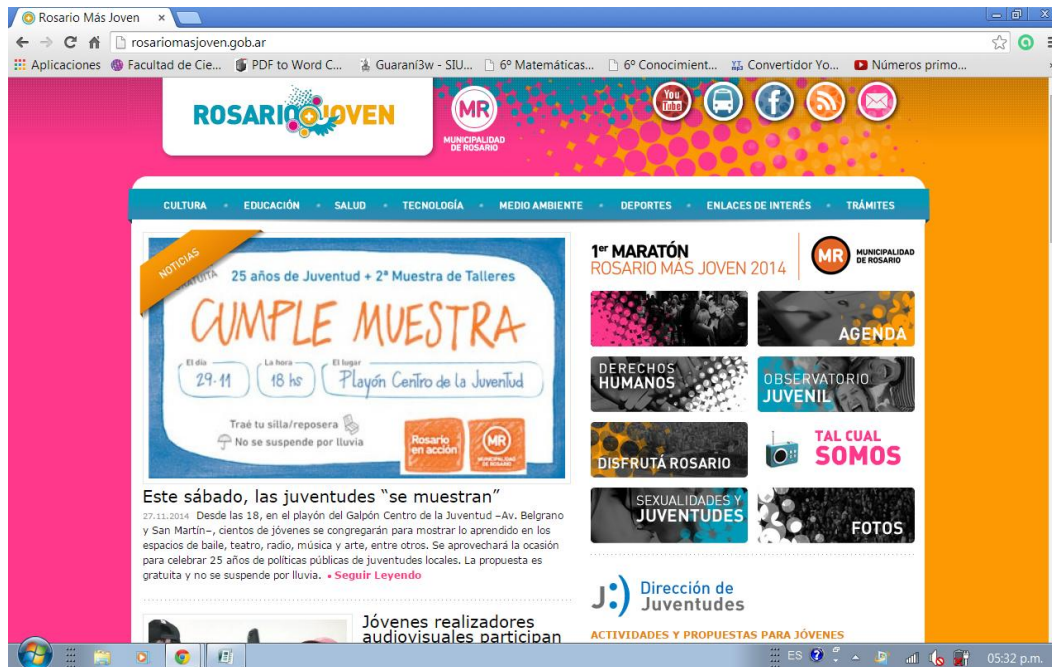 Rosario Más Joven
rosariomasjoven.gob.ar
Aplicaciones Facultad de Cie... PDF to Word C... Guaraní3w - SIU... 6º Matemáticas... 6º Conocimient... Convertidor Yo... Números primo...
ROSARIO JOVEN
MR
MUNICIPALIDAD
DE ROSARIO
You
Tube
CULTURA EDUCACIÓN SALUD TECNOLOGÍA MEDIO AMBIENTE DEPORTES ENLACES DE INTERÉS TRÁMITES
NOTICIAS
25 años de Juventud + 2ª Muestra de Talleres
CUMPLE MUESTRA
El día
29·11
La hora
18 hs
El lugar
Playón Centro de la Juventud
Traé tu silla/reposera
No se suspende por lluvia
Rosario
en acción
MR
MUNICIPALIDAD
DE ROSARIO
Este sábado, las juventudes “se muestran”
27.11.2014 Desde las 18, en el playón del Galpón Centro de la Juventud –Av. Belgrano
y San Martín–, cientos de jóvenes se congregarán para mostrar lo aprendido en los
espacios de baile, teatro, radio, música y arte, entre otros. Se aprovechará la ocasión
para celebrar 25 años de políticas públicas de juventudes locales. La propuesta es
gratuita y no se suspende por lluvia. • Seguir Leyendo
Jóvenes realizadores
audiovisuales participan
1er MARATÓN
ROSARIO MÁS JOVEN 2014
MR
MUNICIPALIDAD
DE ROSARIO
AGENDA
DERECHOS
HUMANOS
OBSERVATORIO
JUVENIL
DISFRUTÁ ROSARIO
TAL CUAL
SOMOS
SEXUALIDADES Y
JUVENTUDES
FOTOS
J:)
Dirección de
Juventudes
ACTIVIDADES Y PROPUESTAS PARA JÓVENES
ES
05:32 p.m.